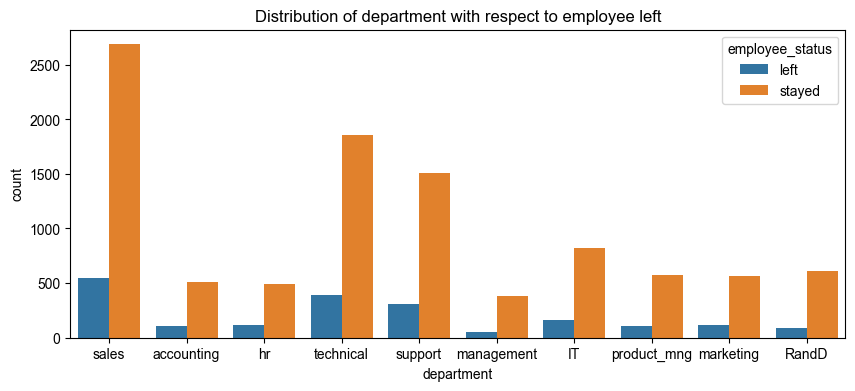 Distribution of department with respect to employee left
employee_status
left
stayed
count
2500
2000
1500
1000
500
0
sales accounting hr technical support management IT product_mng marketing RandD
department